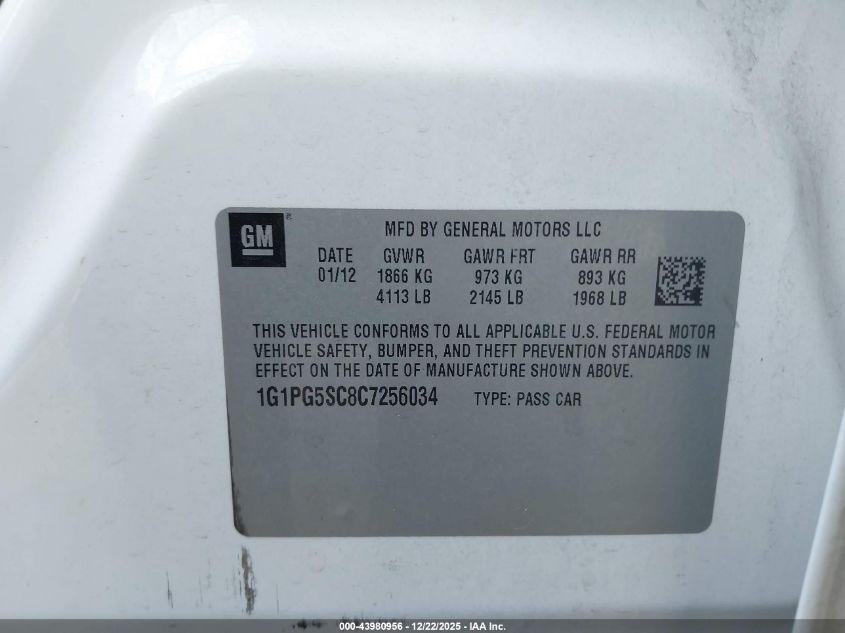 GM
MFD BY GENERAL MOTORS LLC
DATE GVWR GAWR FRT GAWR RR
01/12 1866 KG 973 KG 893 KG
4113 LB 2145 LB 1968 LB
THIS VEHICLE CONFORMS TO ALL APPLICABLE U.S. FEDERAL MOTOR
VEHICLE SAFETY, BUMPER, AND THEFT PREVENTION STANDARDS IN
EFFECT ON THE DATE OF MANUFACTURE SHOWN ABOVE.
1G1PG5SC8C7256034 TYPE: PASS CAR
000-43980956 - 12/22/2025 - IAA Inc.